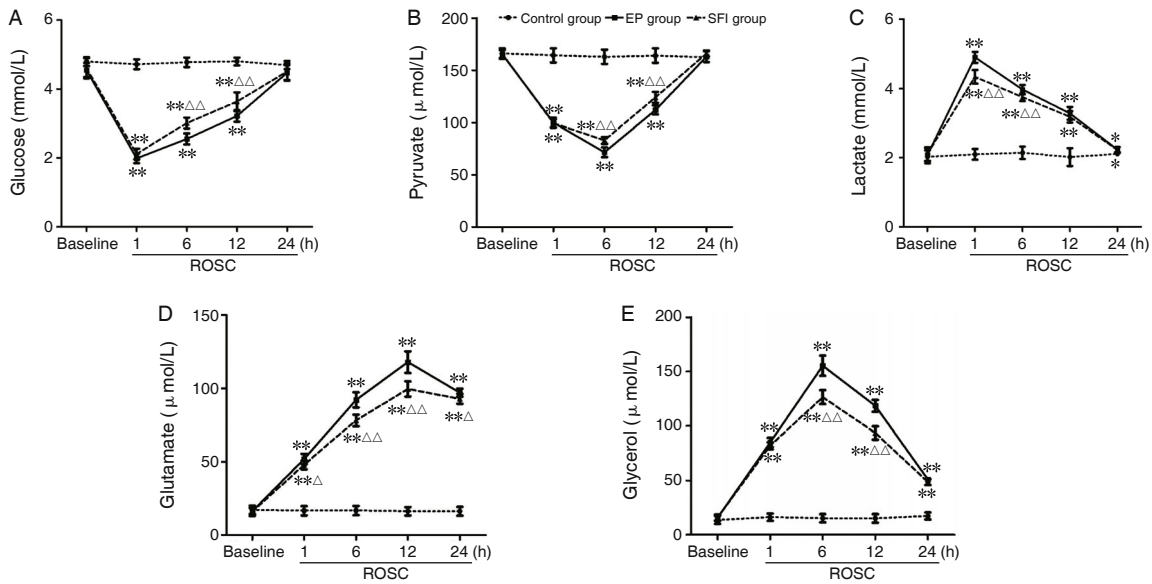 A
Glucose (mmol/L)
6
4
2
0
** **△△ **△△
** ** **
Baseline 1 6 12 24 (h)
ROSC
B
Control group EP group SFI group
Pyruvate ( μ mol/L)
200
150
100
50
0
** **△△ **△△
** ** **
Baseline 1 6 12 24 (h)
ROSC
C
Lactate (mmol/L)
6
4
2
0
** ** ** *
**△△ **△△ ** *
Baseline 1 6 12 24 (h)
ROSC
D
Glutamate ( μ mol/L)
150
100
50
0
** ** ** **
**△ **△△ **△△ **△
Baseline 1 6 12 24 (h)
ROSC
E
Glycerol ( μ mol/L)
200
150
100
50
0
** ** ** **
** **△△ **△△ **
Baseline 1 6 12 24 (h)
ROSC